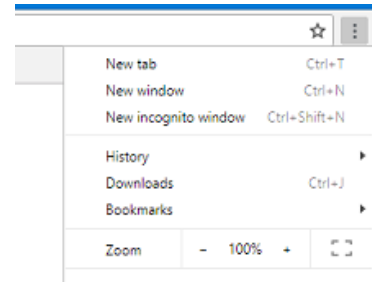 New tab Ctrl+T
New window Ctrl+N
New incognito window Ctrl+Shift+N
History
Downloads Ctrl+J
Bookmarks
Zoom - 100% +